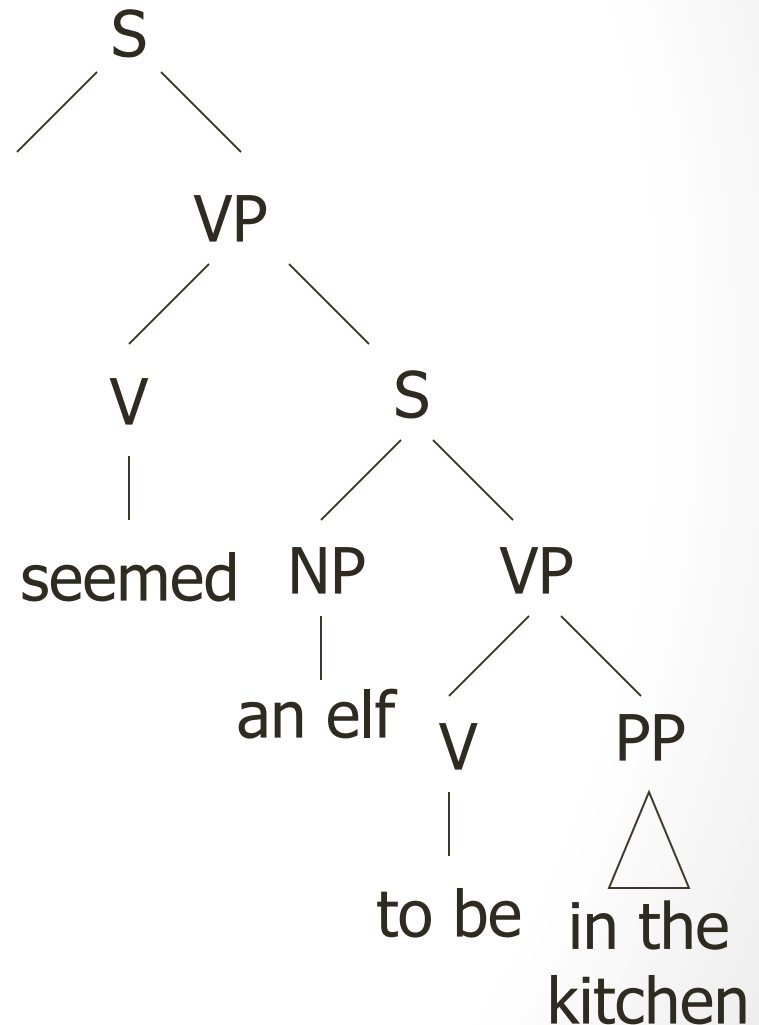 S
VP
V
S
seemed
NP
VP
an elf
V
PP
to be
in the
kitchen